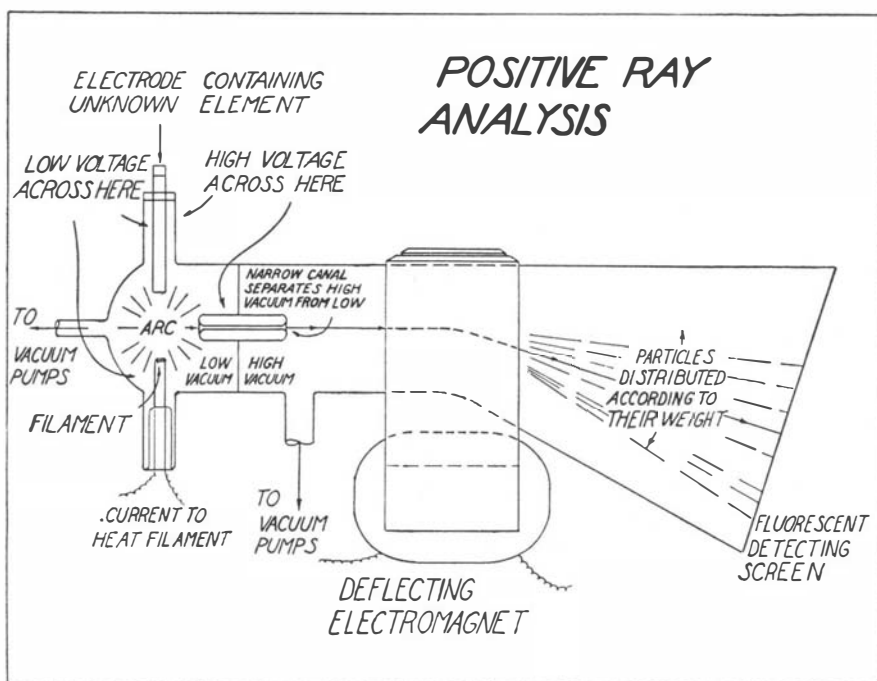 POSITIVE RAY
ANALYSIS
ELECTRODE CONTAINING
UNKNOWN ELEMENT
LOW VOLTAGE
ACROSS HERE
HIGH VOLTAGE
ACROSS HERE
NARROW CANAL
SEPARATES HIGH
VACUUM FROM LOW
TO
VACUUM
PUMPS
ARC
LOW
VACUUM
HIGH
VACUUM
FILAMENT
.CURRENT TO
HEAT FILAMENT
TO
VACUUM
PUMPS
PARTICLES
DISTRIBUTED
ACCORDING TO
THEIR WEIGHT
FLUORESCENT
DETECTING
SCREEN
DEFLECTING
ELECTROMAGNET